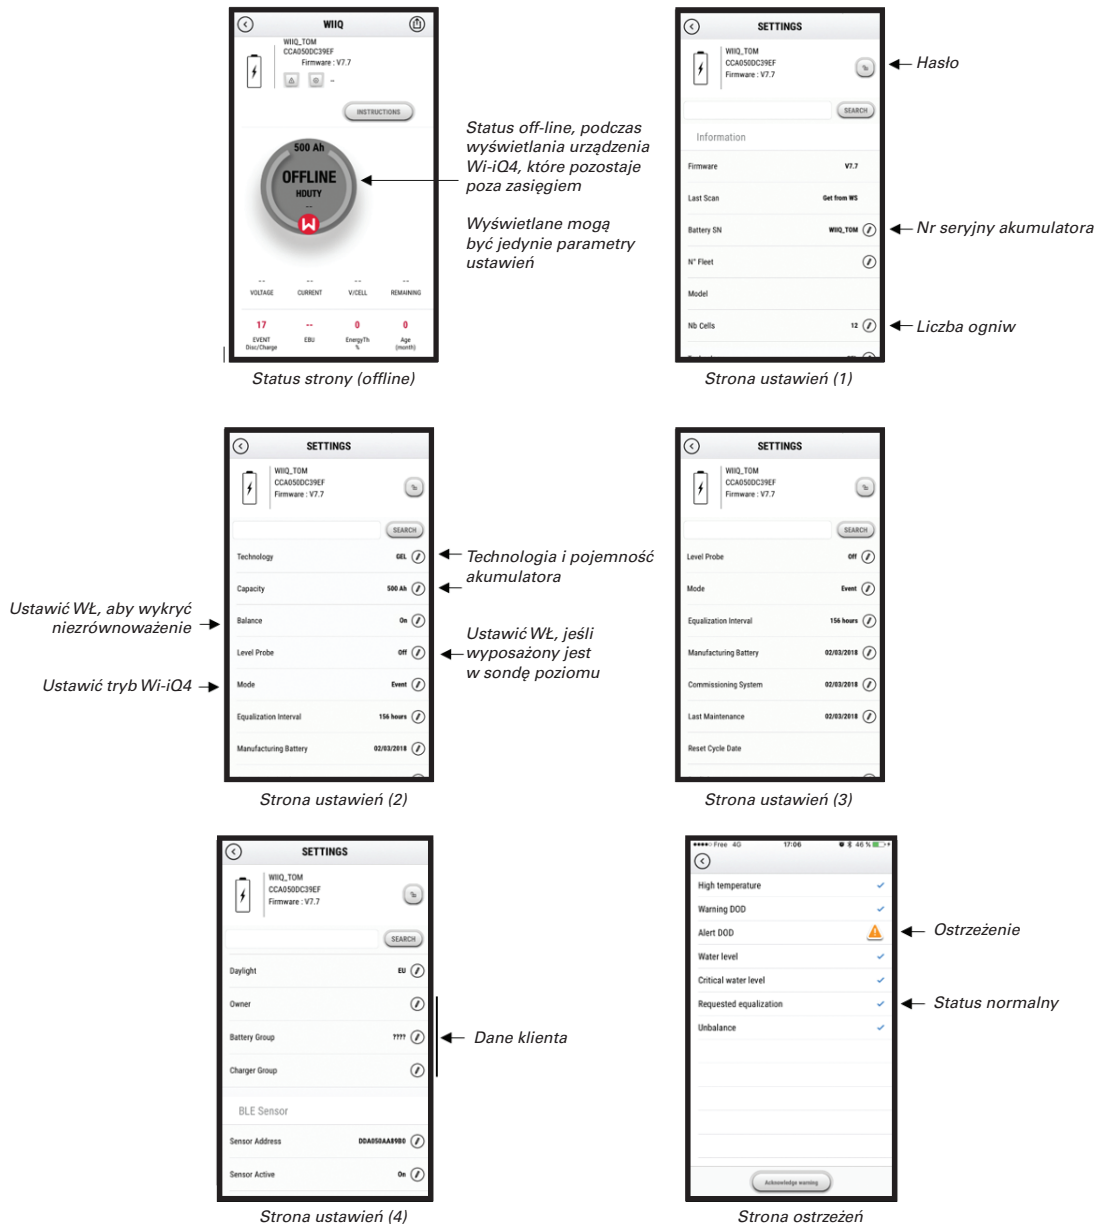 WIIQ
WIIQ_TOM
CCA050DC39EF
Firmware : V7.7
--
INSTRUCTIONS
500 Ah
OFFLINE
HDUTY
--
-- -- -- --
VOLTAGE CURRENT V/CELL REMAINING
17 -- 0 0
EVENT EBU EnergyTh Age
Disc/Charge % (month)
Status off-line, podczas
wyświetlania urządzenia
Wi-iQ4, które pozostaje
poza zasięgiem
Wyświetlane mogą
być jedynie parametry
ustawień
Status strony (offline)
SETTINGS
WIIQ_TOM
CCA050DC39EF
Firmware : V7.7
Hasło
SEARCH
Information
Firmware V7.7
Last Scan Get from WS
Battery SN WIIQ_TOM
Nr seryjny akumulatora
N° Fleet
Model
Nb Cells 12
Liczba ogniw
Strona ustawień (1)
SETTINGS
WIIQ_TOM
CCA050DC39EF
Firmware : V7.7
SEARCH
Technology GEL
Capacity 500 Ah
Technologia i pojemność
akumulatora
Ustawić WŁ, aby wykryć
niezrównoważenie
Balance On
Level Probe Off
Ustawić WŁ, jeśli
wyposażony jest
w sondę poziomu
Ustawić tryb Wi-iQ4
Mode Event
Equalization Interval 156 hours
Manufacturing Battery 02/03/2018
Strona ustawień (2)
SETTINGS
WIIQ_TOM
CCA050DC39EF
Firmware : V7.7
SEARCH
Level Probe Off
Mode Event
Equalization Interval 156 hours
Manufacturing Battery 02/03/2018
Commissioning System 02/03/2018
Last Maintenance 02/03/2018
Reset Cycle Date
Strona ustawień (3)
SETTINGS
WIIQ_TOM
CCA050DC39EF
Firmware : V7.7
SEARCH
Daylight EU
Owner
Battery Group ????
Charger Group
Dane klienta
BLE Sensor
Sensor Address DDA050AA89B0
Sensor Active On
Strona ustawień (4)
Free 4G 17:06 46 %
High temperature
Warning DOD
Alert DOD
Ostrzeżenie
Water level
Critical water level
Requested equalization
Status normalny
Unbalance
Acknowledge warning
Strona ostrzeżeń